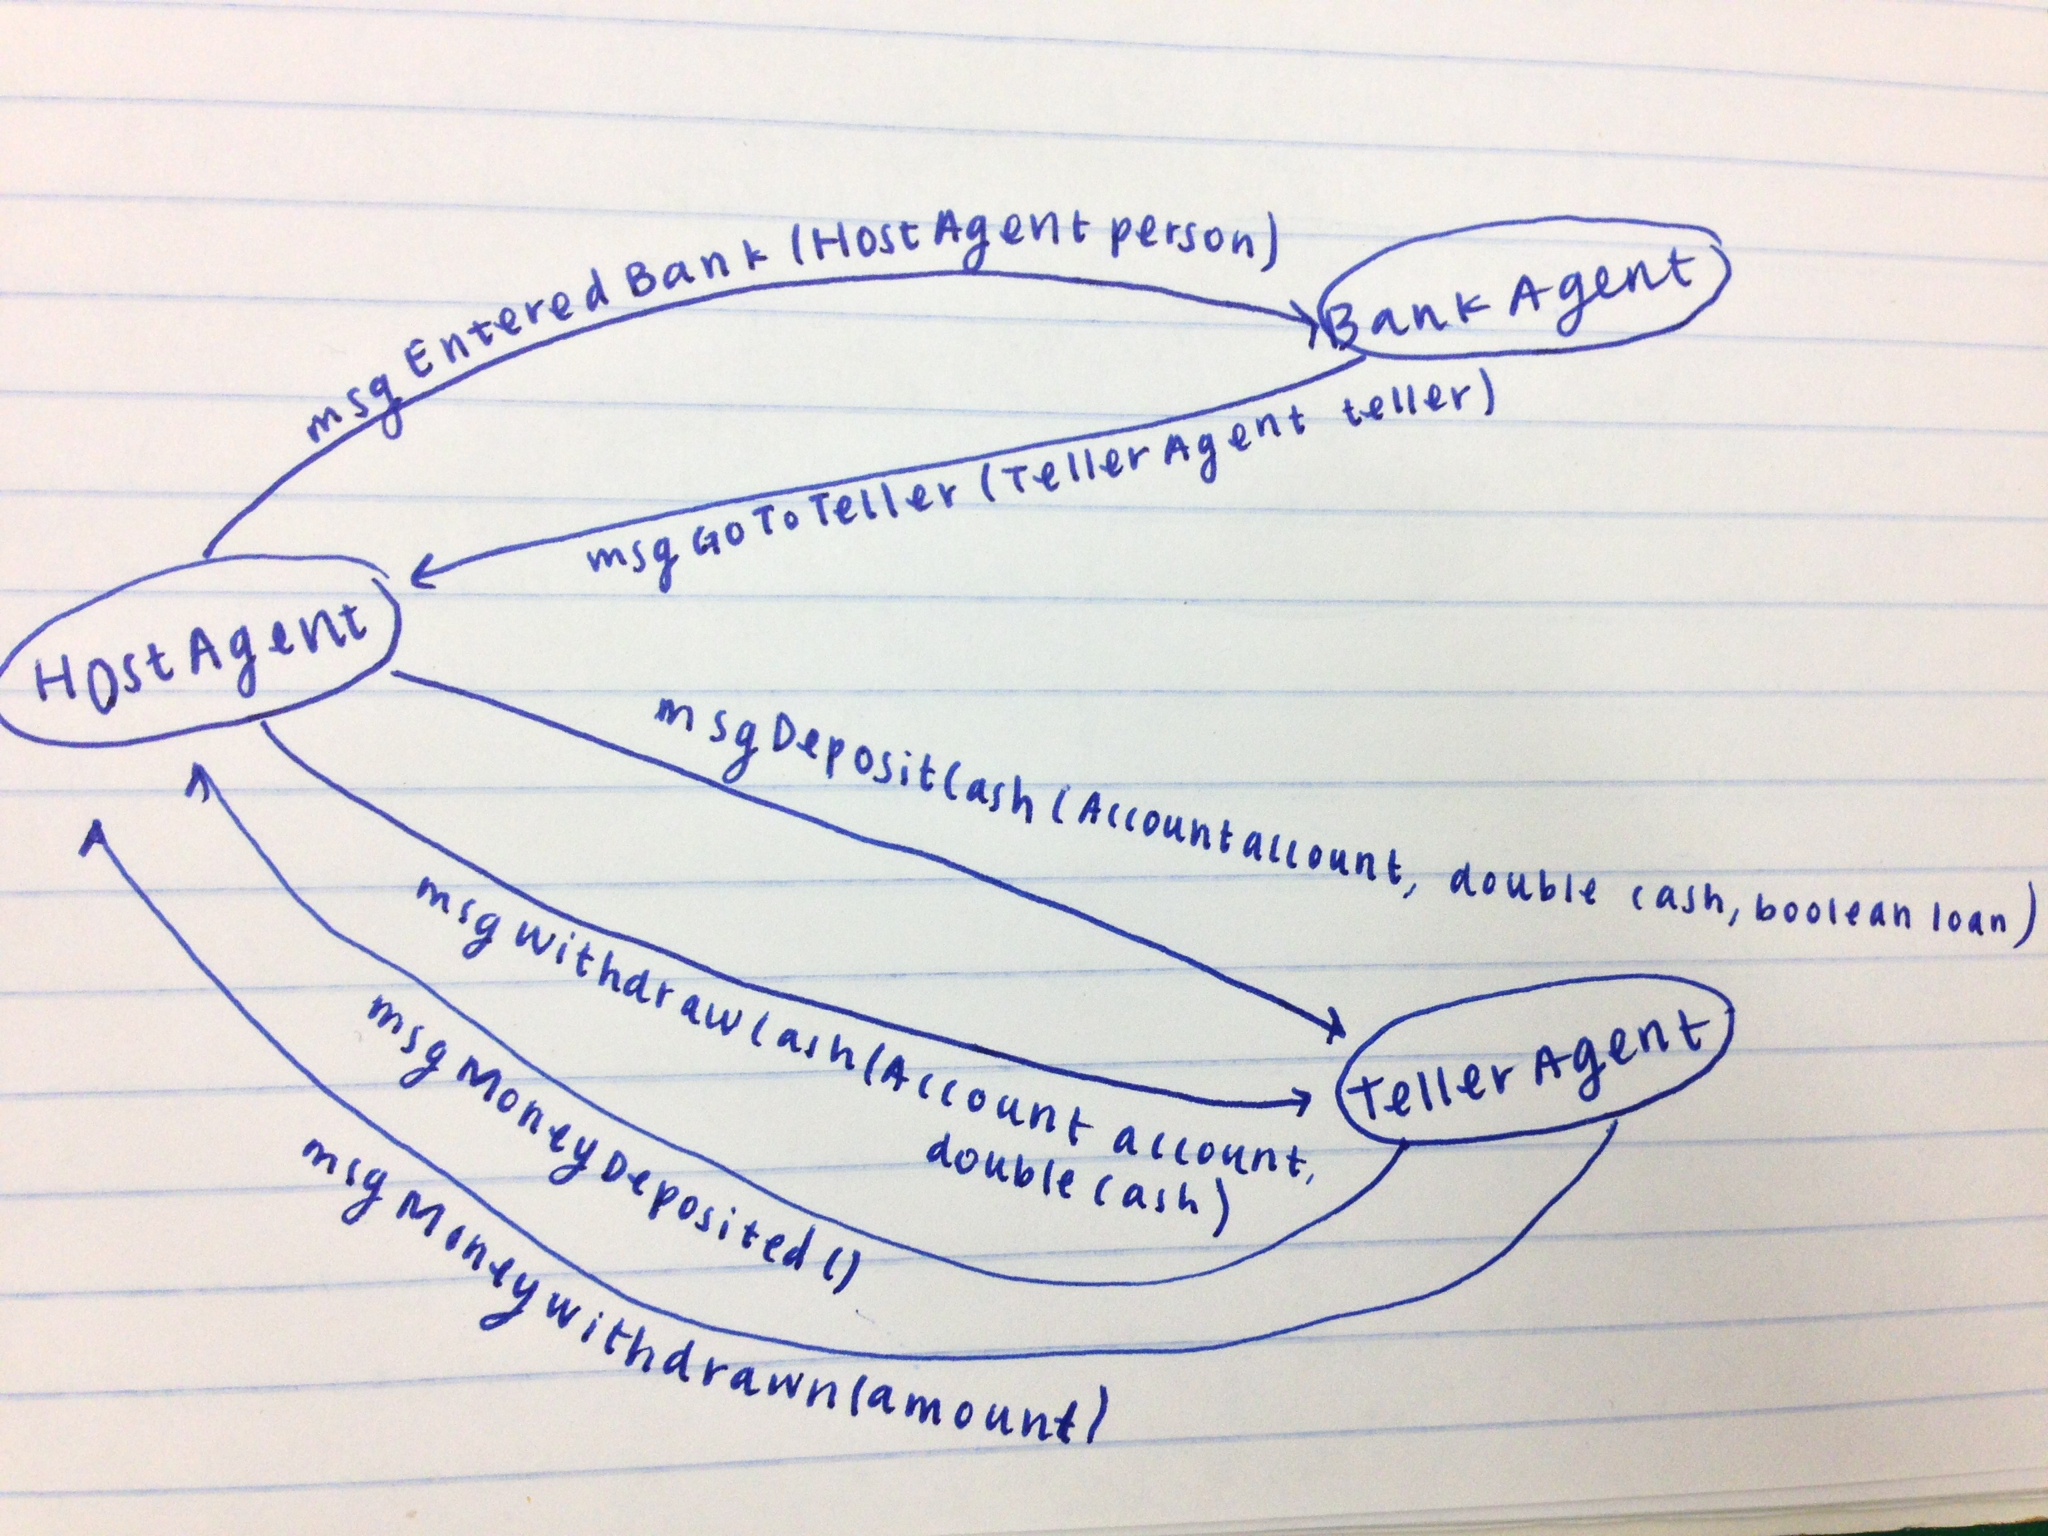 msgEnteredBank (HostAgent person)
BankAgent
msgGoToTeller (TellerAgent teller)
HostAgent
msgDepositCash (Account account, double cash, boolean loan)
msgWithdrawCash (Account account,
double cash)
TellerAgent
msgMoneyDeposited ()
msgMoneyWithdrawn (amount)